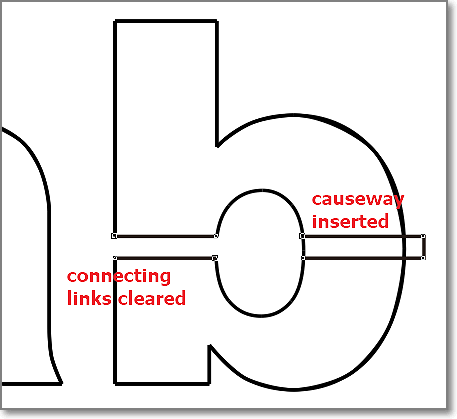 b
causeway
inserted
connecting
links cleared